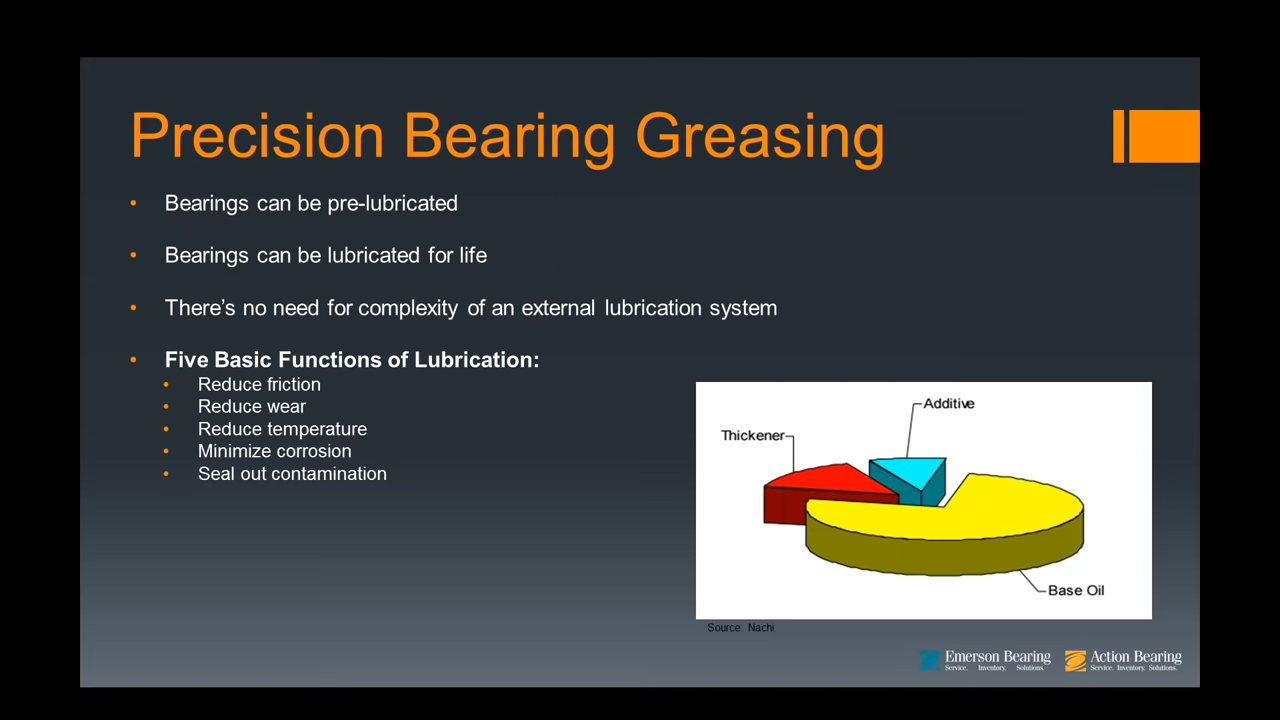 Precision Bearing Greasing
• Bearings can be pre-lubricated
• Bearings can be lubricated for life
• There’s no need for complexity of an external lubrication system
• Five Basic Functions of Lubrication:
• Reduce friction
• Reduce wear
• Reduce temperature
• Minimize corrosion
• Seal out contamination
Additive
Thickener
Base Oil
Source: Nachi
Emerson Bearing
Service. Inventory. Solutions.
Action Bearing
Service. Inventory. Solutions.